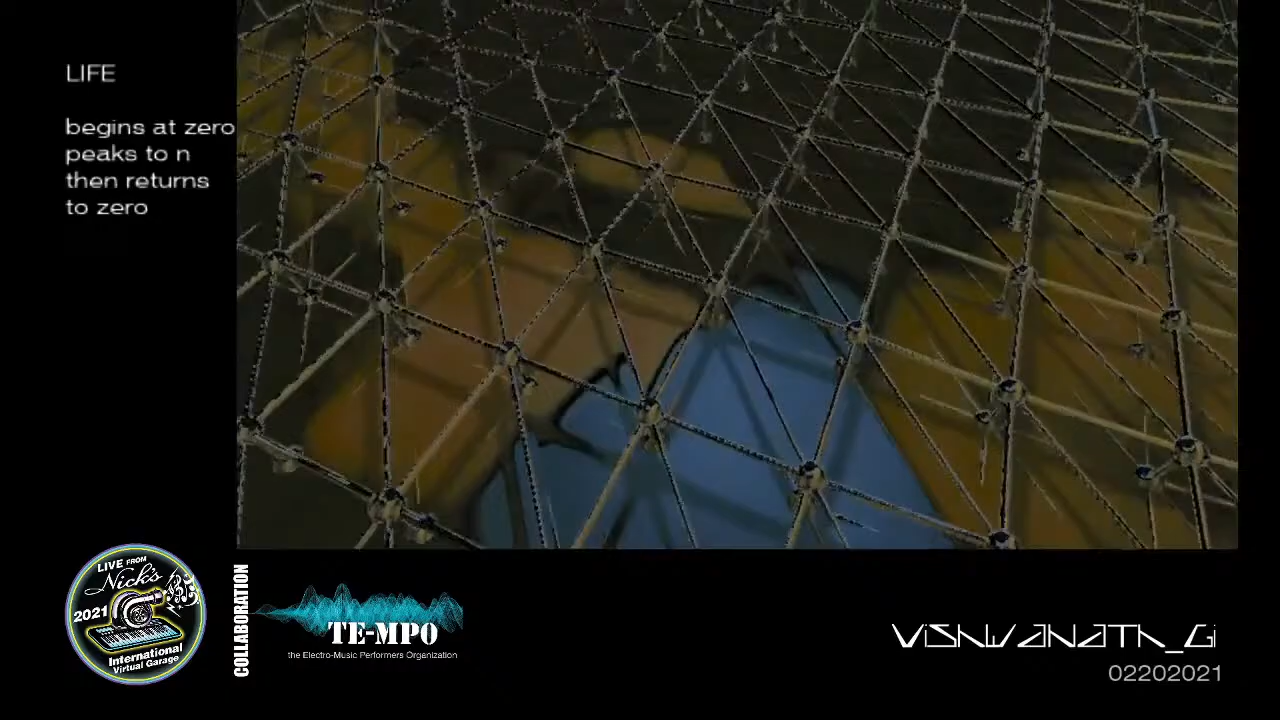 LIFE
begins at zero
peaks to n
then returns
to zero
LIVE FROM
Nick's
2021
International
Virtual Garage
COLLABORATION
TE-MPO
the Electro-Music Performers Organization
VISHWANATH_Gi
02202021